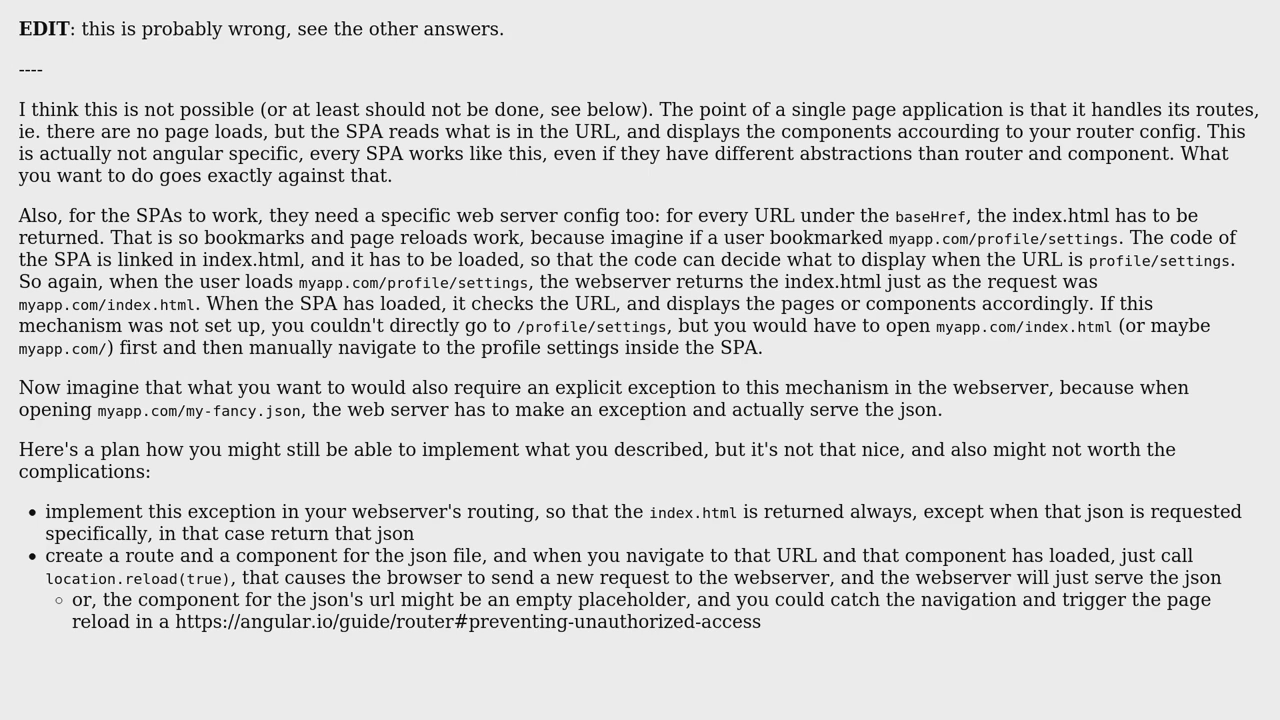 EDIT: this is probably wrong, see the other answers.
----
I think this is not possible (or at least should not be done, see below). The point of a single page application is that it handles its routes,
ie. there are no page loads, but the SPA reads what is in the URL, and displays the components accourding to your router config. This
is actually not angular specific, every SPA works like this, even if they have different abstractions than router and component. What
you want to do goes exactly against that.
Also, for the SPAs to work, they need a specific web server config too: for every URL under the baseHref, the index.html has to be
returned. That is so bookmarks and page reloads work, because imagine if a user bookmarked myapp.com/profile/settings. The code of
the SPA is linked in index.html, and it has to be loaded, so that the code can decide what to display when the URL is profile/settings.
So again, when the user loads myapp.com/profile/settings, the webserver returns the index.html just as the request was
myapp.com/index.html. When the SPA has loaded, it checks the URL, and displays the pages or components accordingly. If this
mechanism was not set up, you couldn't directly go to /profile/settings, but you would have to open myapp.com/index.html (or maybe
myapp.com/) first and then manually navigate to the profile settings inside the SPA.
Now imagine that what you want to would also require an explicit exception to this mechanism in the webserver, because when
opening myapp.com/my-fancy.json, the web server has to make an exception and actually serve the json.
Here's a plan how you might still be able to implement what you described, but it's not that nice, and also might not worth the
complications:
• implement this exception in your webserver's routing, so that the index.html is returned always, except when that json is requested
specifically, in that case return that json
• create a route and a component for the json file, and when you navigate to that URL and that component has loaded, just call
location.reload(true), that causes the browser to send a new request to the webserver, and the webserver will just serve the json
◦ or, the component for the json's url might be an empty placeholder, and you could catch the navigation and trigger the page
reload in a https://angular.io/guide/router#preventing-unauthorized-access